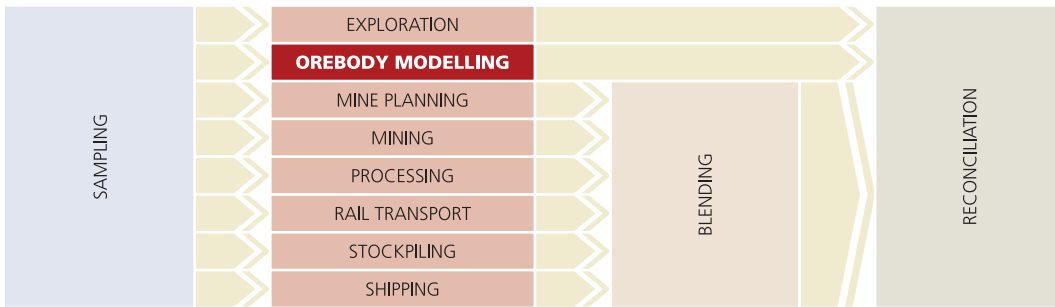 SAMPLING
EXPLORATION
OREBODY MODELLING
MINE PLANNING
MINING
PROCESSING
RAIL TRANSPORT
STOCKPILING
SHIPPING
BLENDING
RECONCILIATION